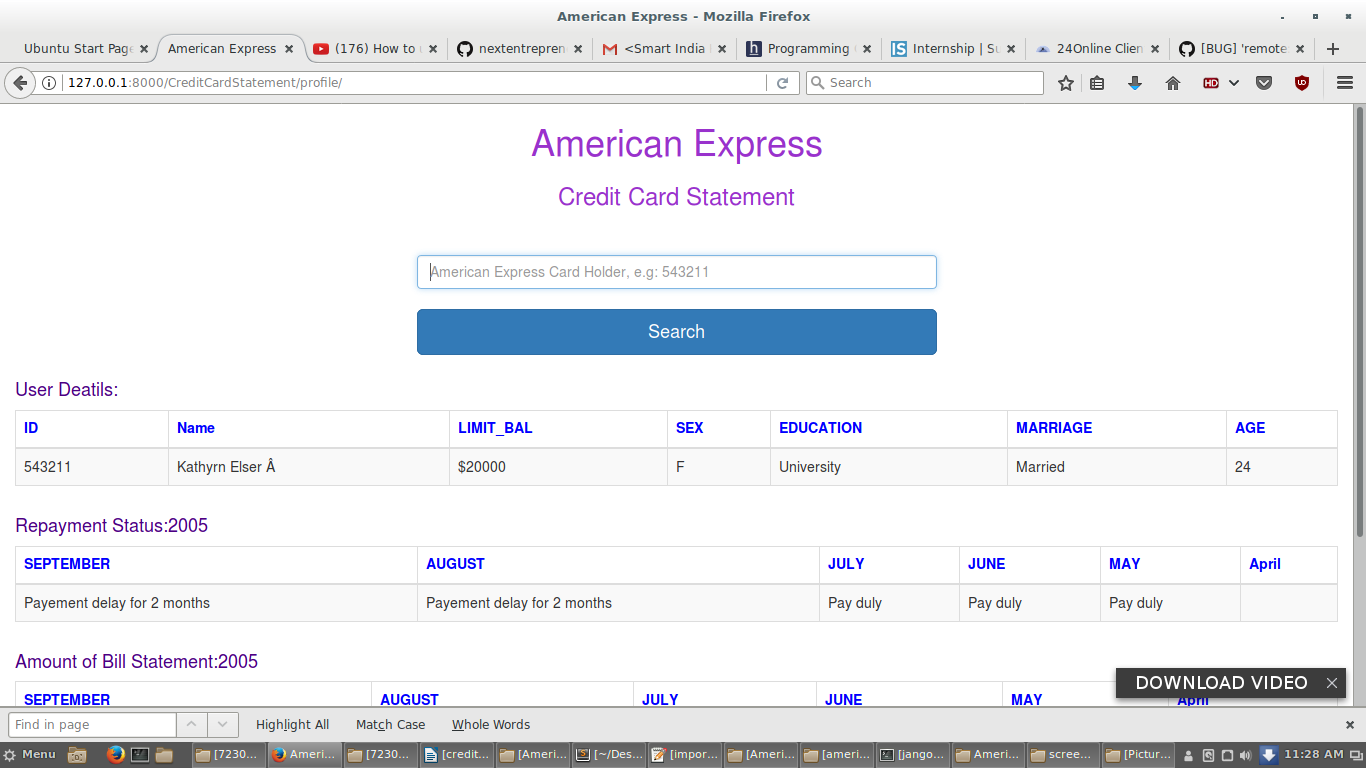 American Express - Mozilla Firefox
Ubuntu Start Page American Express (176) How to nextentrepren <Smart India Programming Internship | Su 24Online Clien [BUG] 'remote
127.0.0.1:8000/CreditCardStatement/profile/ Search HD
American Express
Credit Card Statement
American Express Card Holder, e.g: 543211
Search
User Deatils:
ID Name LIMIT_BAL SEX EDUCATION MARRIAGE AGE
543211 Kathyrn Elser Â $20000 F University Married 24
Repayment Status:2005
SEPTEMBER AUGUST JULY JUNE MAY April
Payement delay for 2 months Payement delay for 2 months Pay duly Pay duly Pay duly
Amount of Bill Statement:2005
SEPTEMBER AUGUST JULY JUNE MAY April
DOWNLOAD VIDEO
Find in page Highlight All Match Case Whole Words
Menu [7230... Ameri... [7230... [credit... [Ameri... [~/Des... [impor... [Ameri... [ameri... [jango... Ameri... scree... [Pictur... 11:28 AM